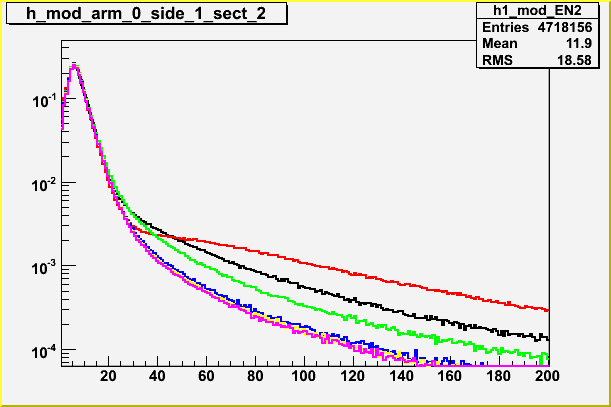 h_mod_arm_0_side_1_sect_2
h1_mod_EN2
Entries 4718156
Mean 11.9
RMS 18.58
10-1
10-2
10-3
10-4
20 40 60 80 100 120 140 160 180 200